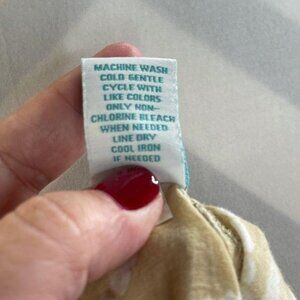 MACHINE WASH
COLD GENTLE
CYCLE WITH
LIKE COLORS
ONLY NON-
CHLORINE BLEACH
WHEN NEEDED
LINE DRY
COOL IRON
IF NEEDED